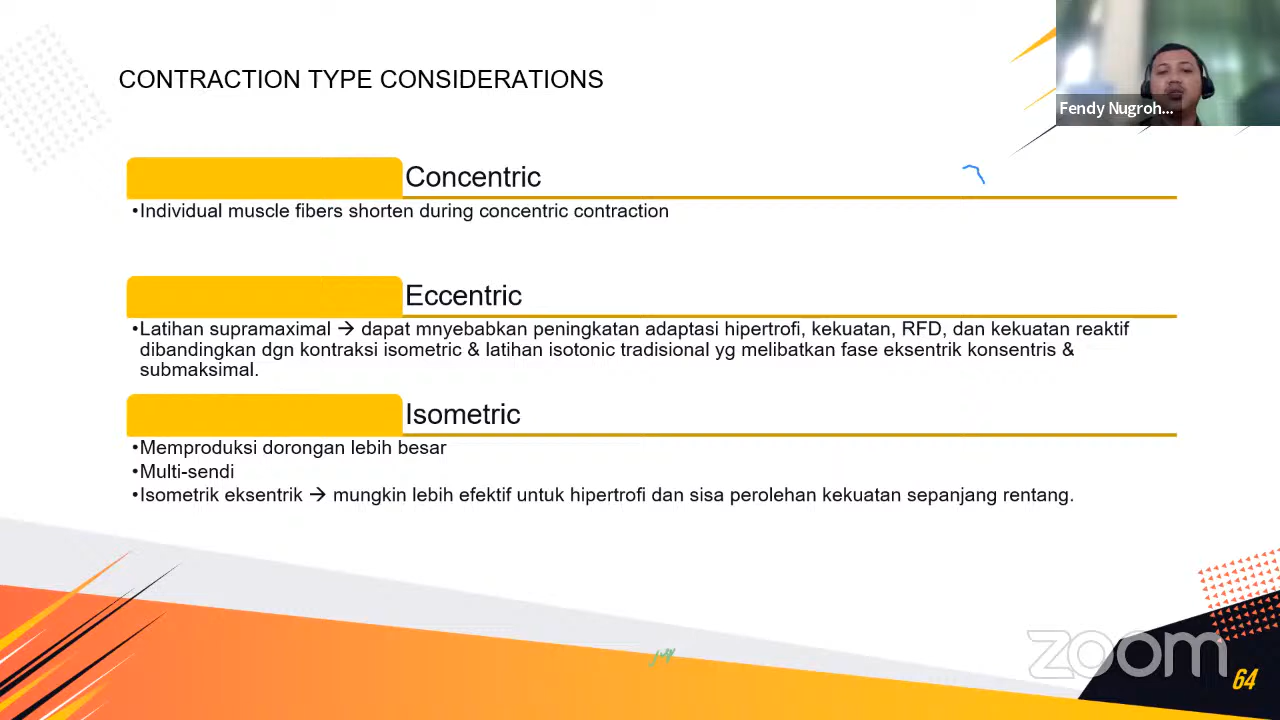 Fendy Nugroh...
CONTRACTION TYPE CONSIDERATIONS
Concentric
•Individual muscle fibers shorten during concentric contraction
Eccentric
•Latihan supramaximal → dapat mnyebabkan peningkatan adaptasi hipertrofi, kekuatan, RFD, dan kekuatan reaktif
dibandingkan dgn kontraksi isometric & latihan isotonic tradisional yg melibatkan fase eksentrik konsentris &
submaksimal.
Isometric
•Memproduksi dorongan lebih besar
•Multi-sendi
•Isometrik eksentrik → mungkin lebih efektif untuk hipertrofi dan sisa perolehan kekuatan sepanjang rentang.
zoom
64